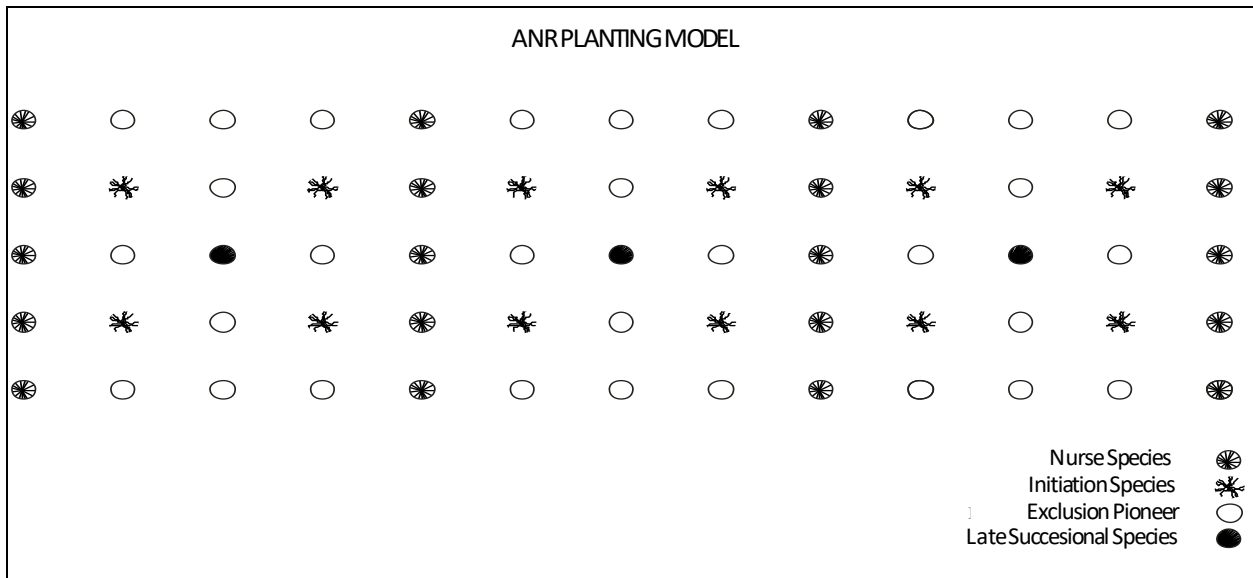 ANR PLANTING MODEL
Nurse Species
Initiation Species
Exclusion Pioneer
Late Succesional Species